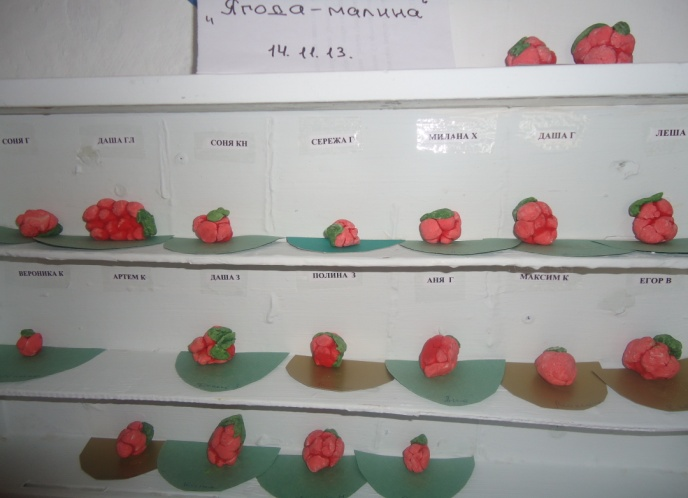 „Ягода-малина"
14.11.13.
СОНЯ Г ДАША ГЛ СОНЯ КН СЕРЕЖА Г МИЛАНА Х ДАША Г ЛЕША
ВЕРОНИКА К АРТЕМ К ДАША З ПОЛИНА З АНЯ Г МАКСИМ К ЕГОР В